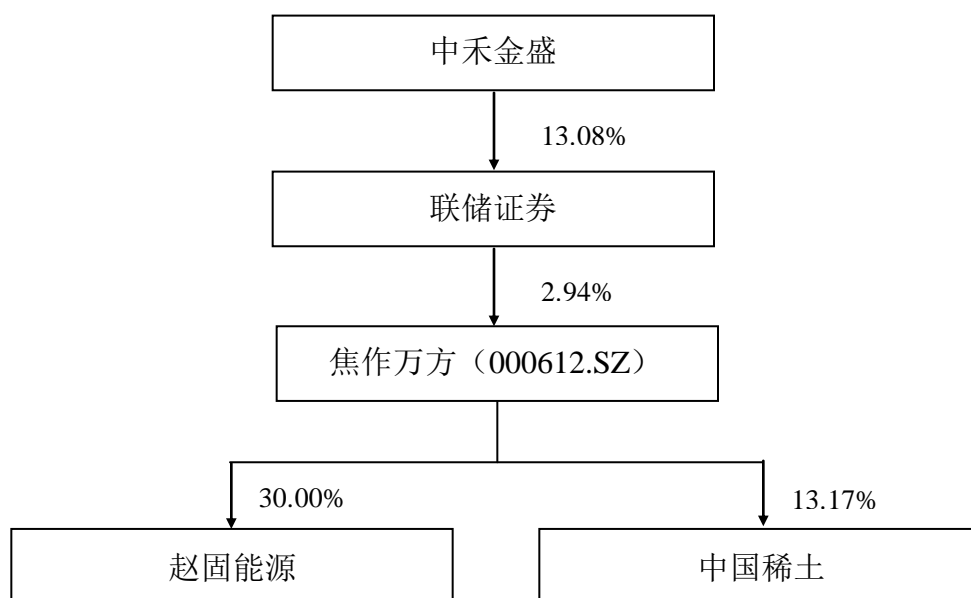 中禾金盛
13.08%
联储证券
2.94%
焦作万方（000612.SZ）
30.00%
13.17%
赵固能源
中国稀土